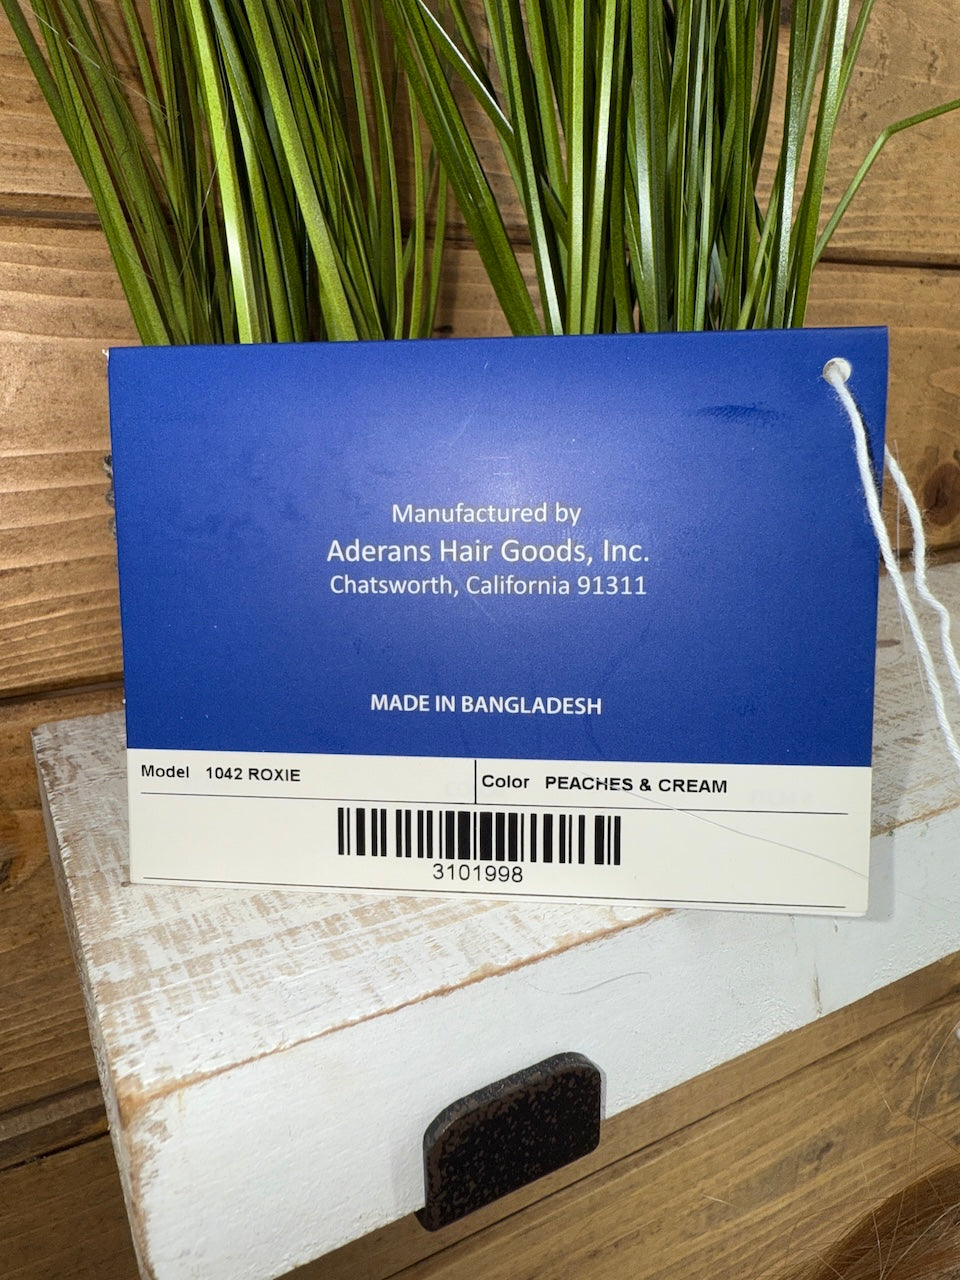 Manufactured by
Aderans Hair Goods, Inc.
Chatsworth, California 91311
MADE IN BANGLADESH
Model 1042 ROXIE
Color PEACHES & CREAM
3101998